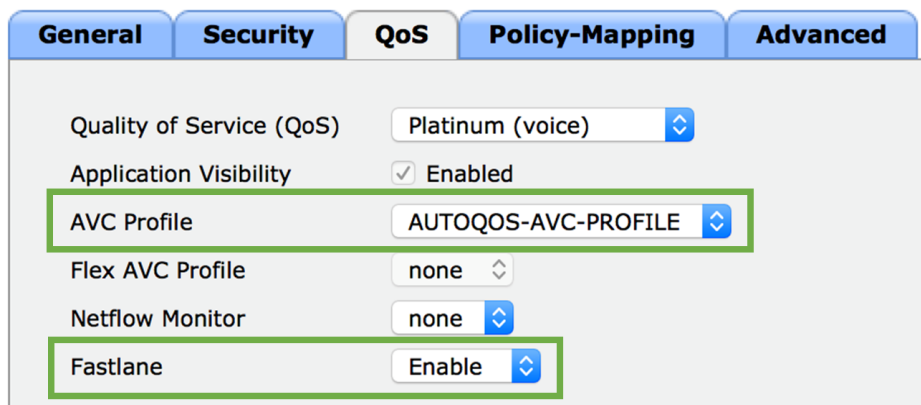 General Security QoS Policy-Mapping Advanced
Quality of Service (QoS) Platinum (voice)
Application Visibility Enabled
AVC Profile AUTOQOS-AVC-PROFILE
Flex AVC Profile none
Netflow Monitor none
Fastlane Enable